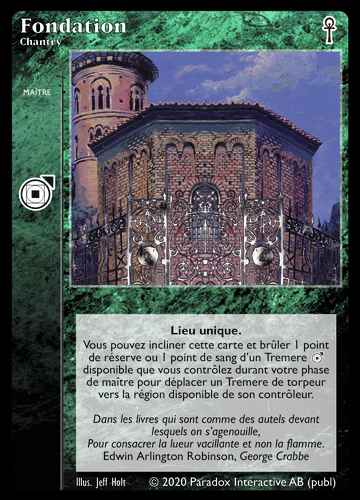 Fondation
Chantry
MAÎTRE
Lieu unique.
Vous pouvez incliner cette carte et brûler 1 point
de réserve ou 1 point de sang d'un Tremere
disponible que vous contrôlez durant votre phase
de maître pour déplacer un Tremere de torpeur
vers la région disponible de son contrôleur.
Dans les livres qui sont comme des autels devant
lesquels on s'agenouille,
Pour consacrer la lueur vacillante et non la flamme.
Edwin Arlington Robinson, George Crabbe
Illus. Jeff Holt © 2020 Paradox Interactive AB (publ)